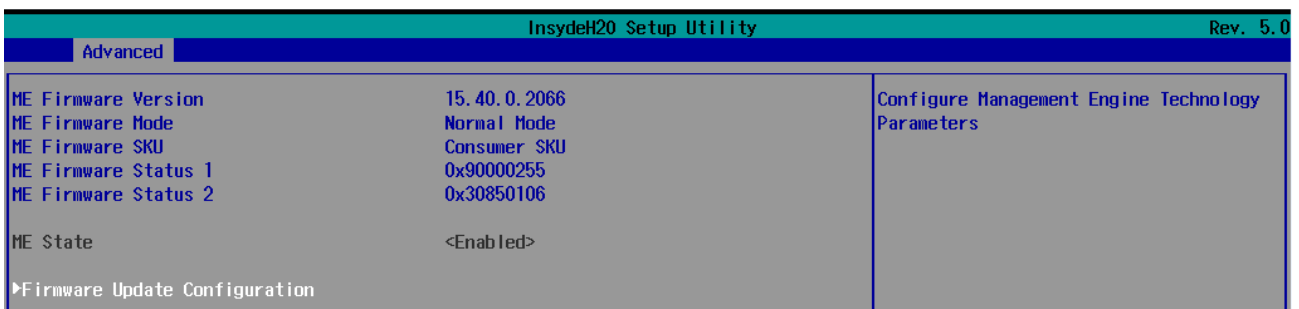 InsydeH20 Setup Utility Rev. 5.0
Advanced
ME Firmware Version 15.40.0.2066
ME Firmware Mode Normal Mode
ME Firmware SKU Consumer SKU
ME Firmware Status 1 0x90000255
ME Firmware Status 2 0x30850106
ME State <Enabled>
▶Firmware Update Configuration
Configure Management Engine Technology
Parameters